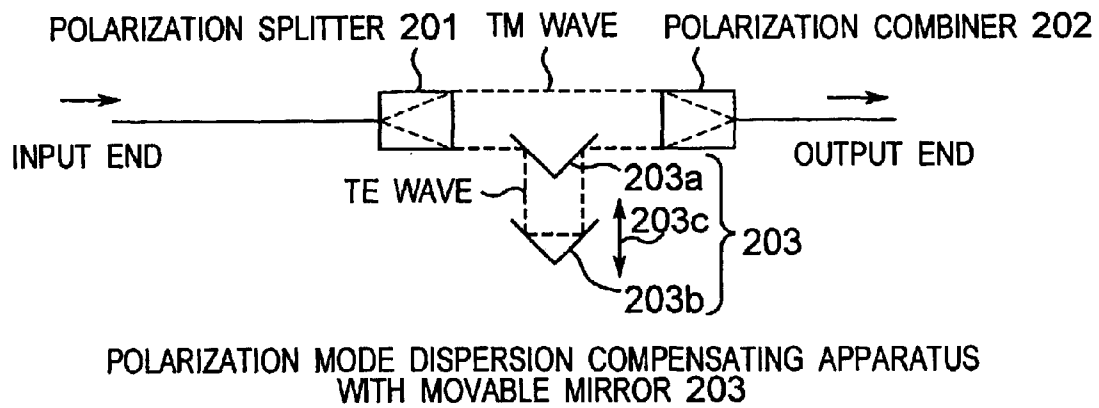 POLARIZATION SPLITTER 201
TM WAVE
POLARIZATION COMBINER 202
INPUT END
OUTPUT END
TE WAVE
203a
203c
203
203b
POLARIZATION MODE DISPERSION COMPENSATING APPARATUS
WITH MOVABLE MIRROR 203